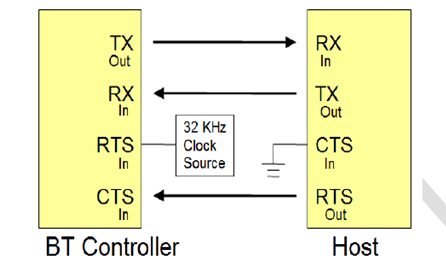 TX
Out
RX
In
RTS
In
CTS
In
32 KHz
Clock
Source
RX
In
TX
Out
CTS
In
RTS
Out
BT Controller
Host